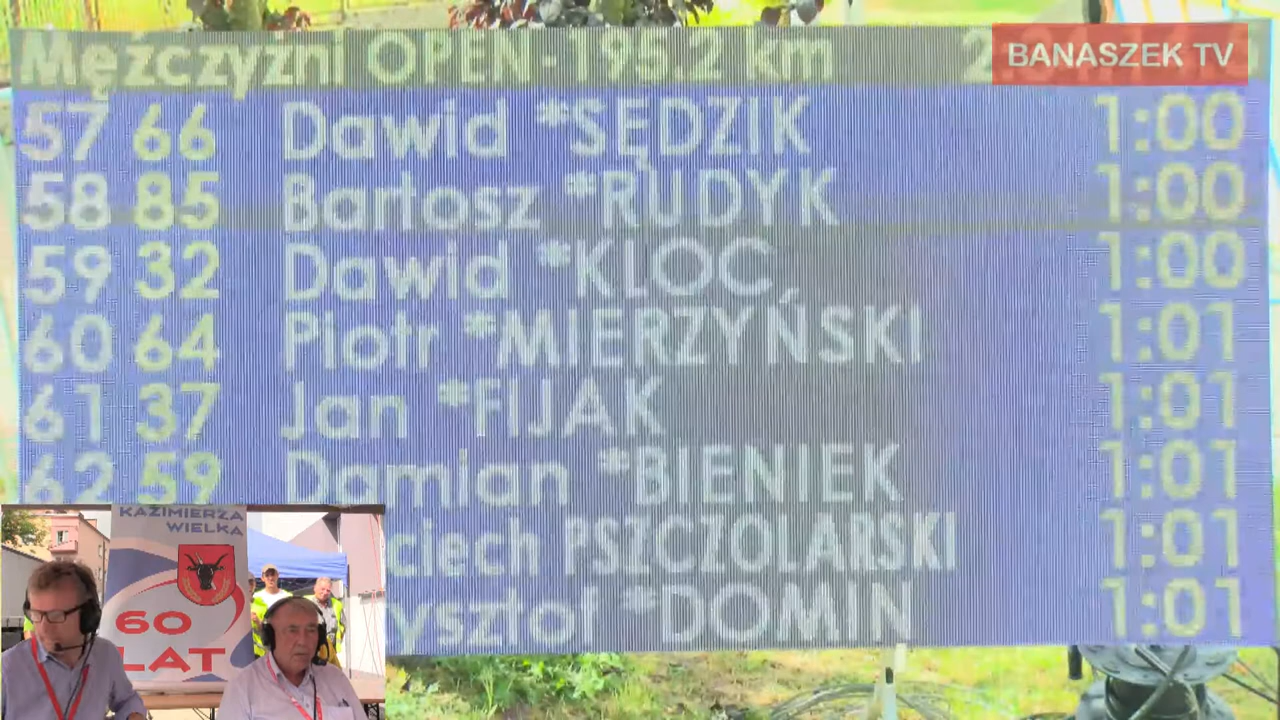 Mężczyźni OPEN - 195.2 km
BANASZEK TV
57 66 Dawid *SĘDZIK 1:00
58 85 Bartosz *RUDYK 1:00
59 32 Dawid *KLOC 1:00
60 64 Piotr *MIERZYŃSKI 1:01
61 37 Jan *FIJAK 1:01
62 59 Damian *BIENIEK 1:01
ciech PSZCZOLARSKI 1:01
ysztof *DOMIN 1:01
KAZIMIERZA
WIELKA
60
LAT